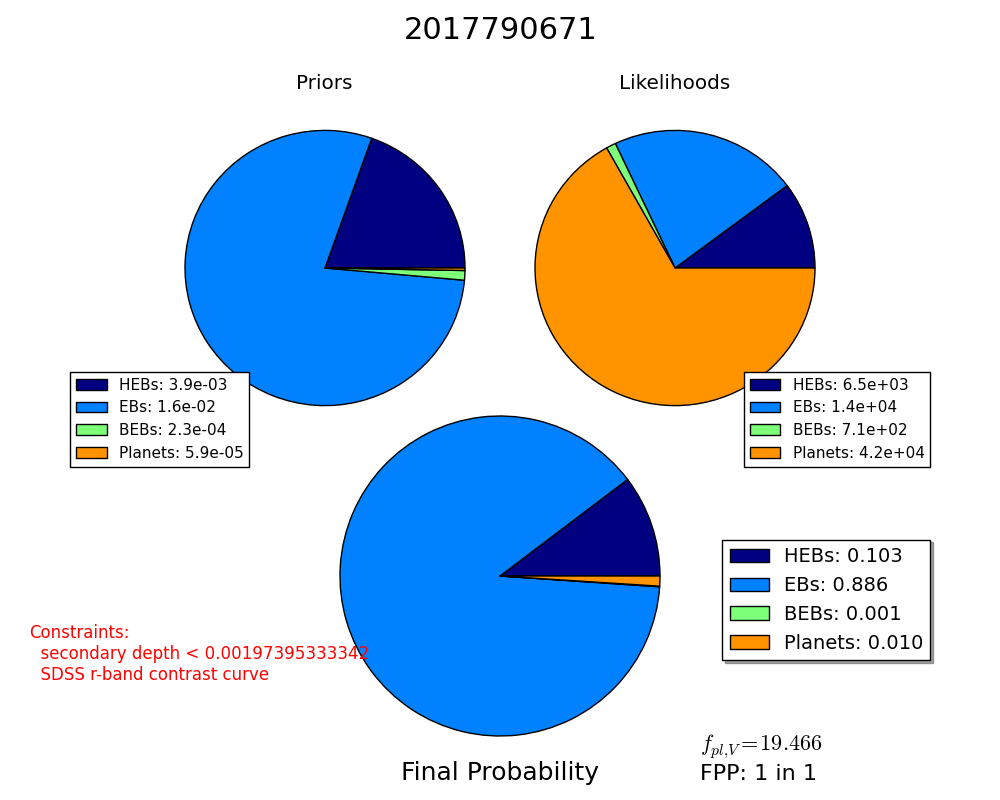 2017790671
Priors
Likelihoods
HEBs: 3.9e-03
EBs: 1.6e-02
BEBs: 2.3e-04
Planets: 5.9e-05
HEBs: 6.5e+03
EBs: 1.4e+04
BEBs: 7.1e+02
Planets: 4.2e+04
HEBs: 0.103
EBs: 0.886
BEBs: 0.001
Planets: 0.010
Constraints:
secondary depth < 0.00197395333342
SDSS r-band contrast curve
f_{pl,V} = 19.466
Final Probability
FPP: 1 in 1